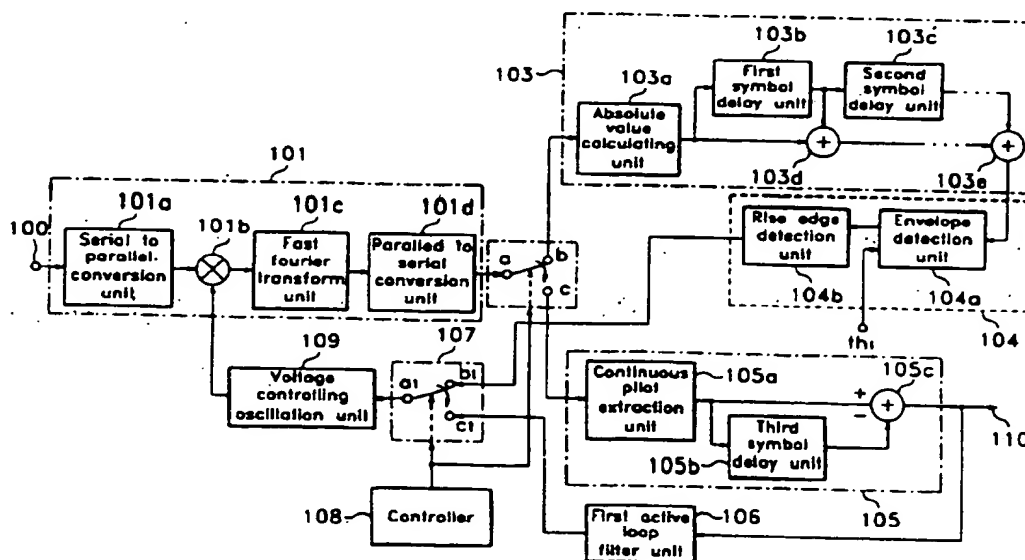 103b
103c
103
103a
First
symbol
delay unit
Second
symbol
delay unit
Absolute
value
calculating
unit
+
103d
+
103e
101
101a
101b
101c
101d
100
Serial to
parallel-
conversion
unit
Fast
fourier
transform
unit
Paralled to
serial
conversion
unit
a
b
c
Rise edge
detection
unit
Envelope
detection
unit
104b
104a
th1
104
109
107
Voltage
controlling
oscillation unit
a1
b1
c1
Continuous
pilot
extraction
unit
105a
105c
+
−
+
110
Third
symbol
delay unit
105b
105
108
Controller
First active
loop
filter unit
106